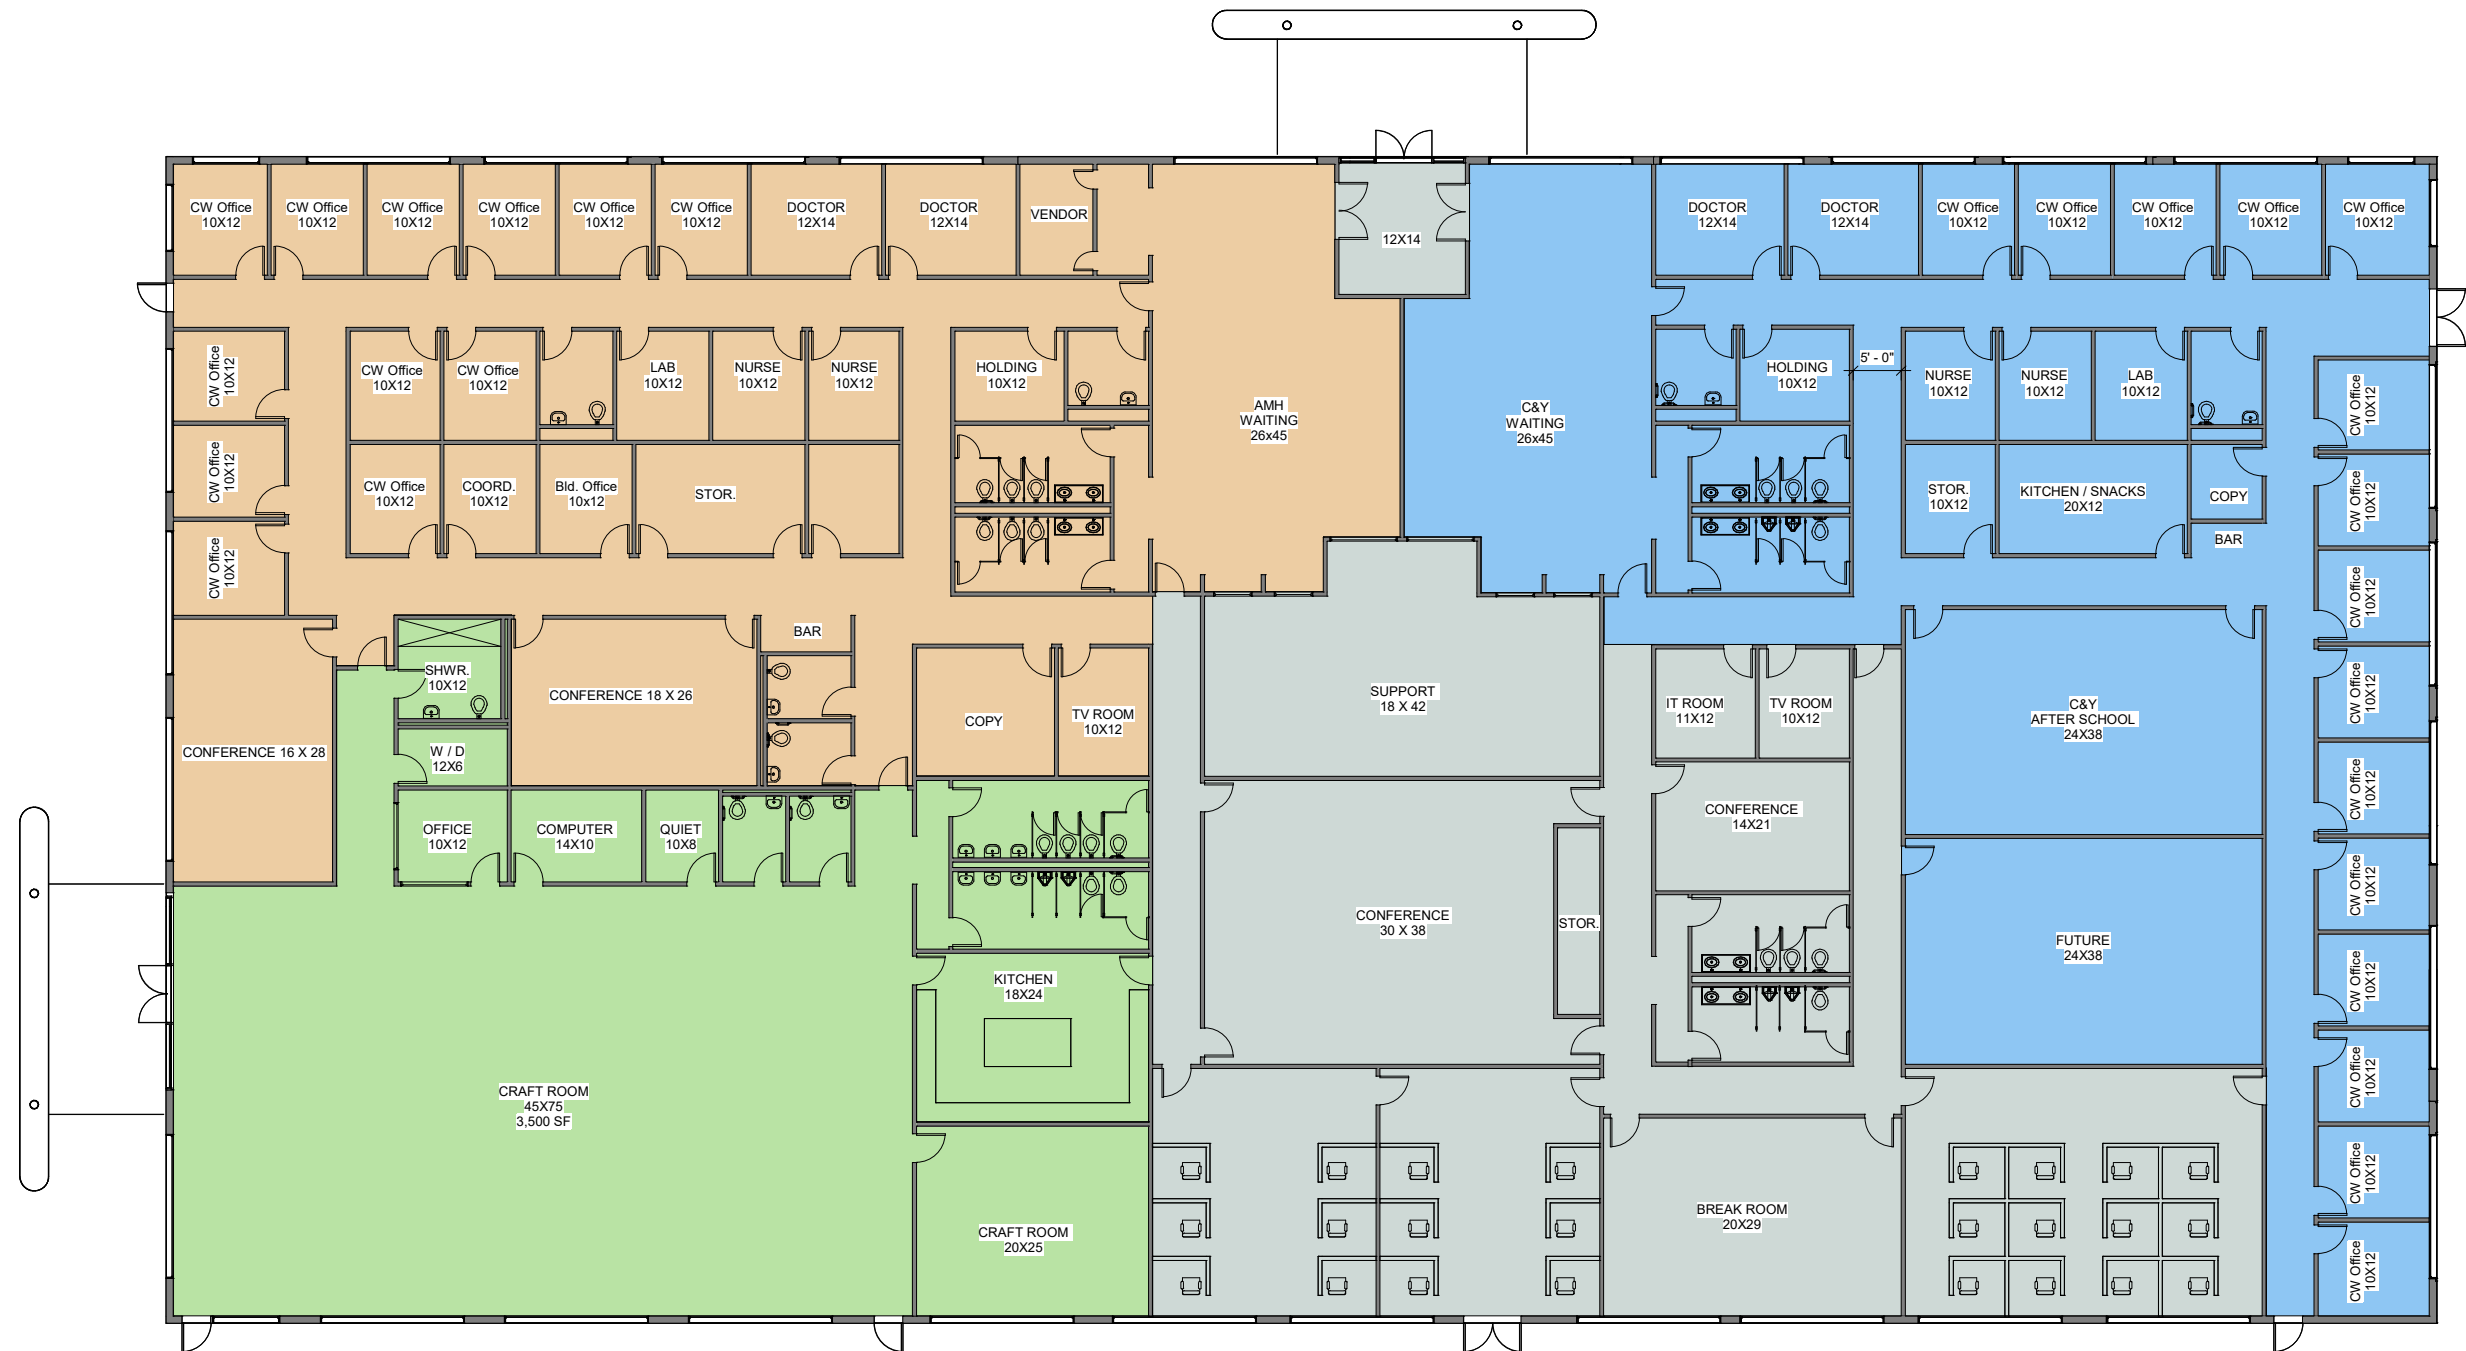 CW Office
10X12
CW Office
10X12
CW Office
10X12
CW Office
10X12
CW Office
10X12
CW Office
10X12
DOCTOR
12X14
DOCTOR
12X14
VENDOR
12X14
DOCTOR
12X14
DOCTOR
12X14
CW Office
10X12
CW Office
10X12
CW Office
10X12
CW Office
10X12
CW Office
10X12
CW Office
10X12
CW Office
10X12
CW Office
10X12
CW Office
10X12
CW Office
10X12
LAB
10X12
NURSE
10X12
NURSE
10X12
HOLDING
10X12
CW Office
10X12
COORD.
10X12
Bld. Office
10x12
STOR.
AMH
WAITING
26x45
C&Y
WAITING
26x45
HOLDING
10X12
5' - 0"
NURSE
10X12
NURSE
10X12
LAB
10X12
STOR.
10X12
KITCHEN / SNACKS
20X12
COPY
BAR
CW Office
10X12
CW Office
10X12
CW Office
10X12
CW Office
10X12
CW Office
10X12
CW Office
10X12
CW Office
10X12
CW Office
10X12
CW Office
10X12
CW Office
10X12
BAR
SHWR.
10X12
CONFERENCE 18 X 26
CONFERENCE 16 X 28
W / D
12X6
COPY
TV ROOM
10X12
SUPPORT
18 X 42
IT ROOM
11X12
TV ROOM
10X12
C&Y
AFTER SCHOOL
24X38
OFFICE
10X12
COMPUTER
14X10
QUIET
10X8
CONFERENCE
14X21
CONFERENCE
30 X 38
STOR.
FUTURE
24X38
KITCHEN
18X24
CRAFT ROOM
45X75
3,500 SF
CRAFT ROOM
20X25
BREAK ROOM
20X29